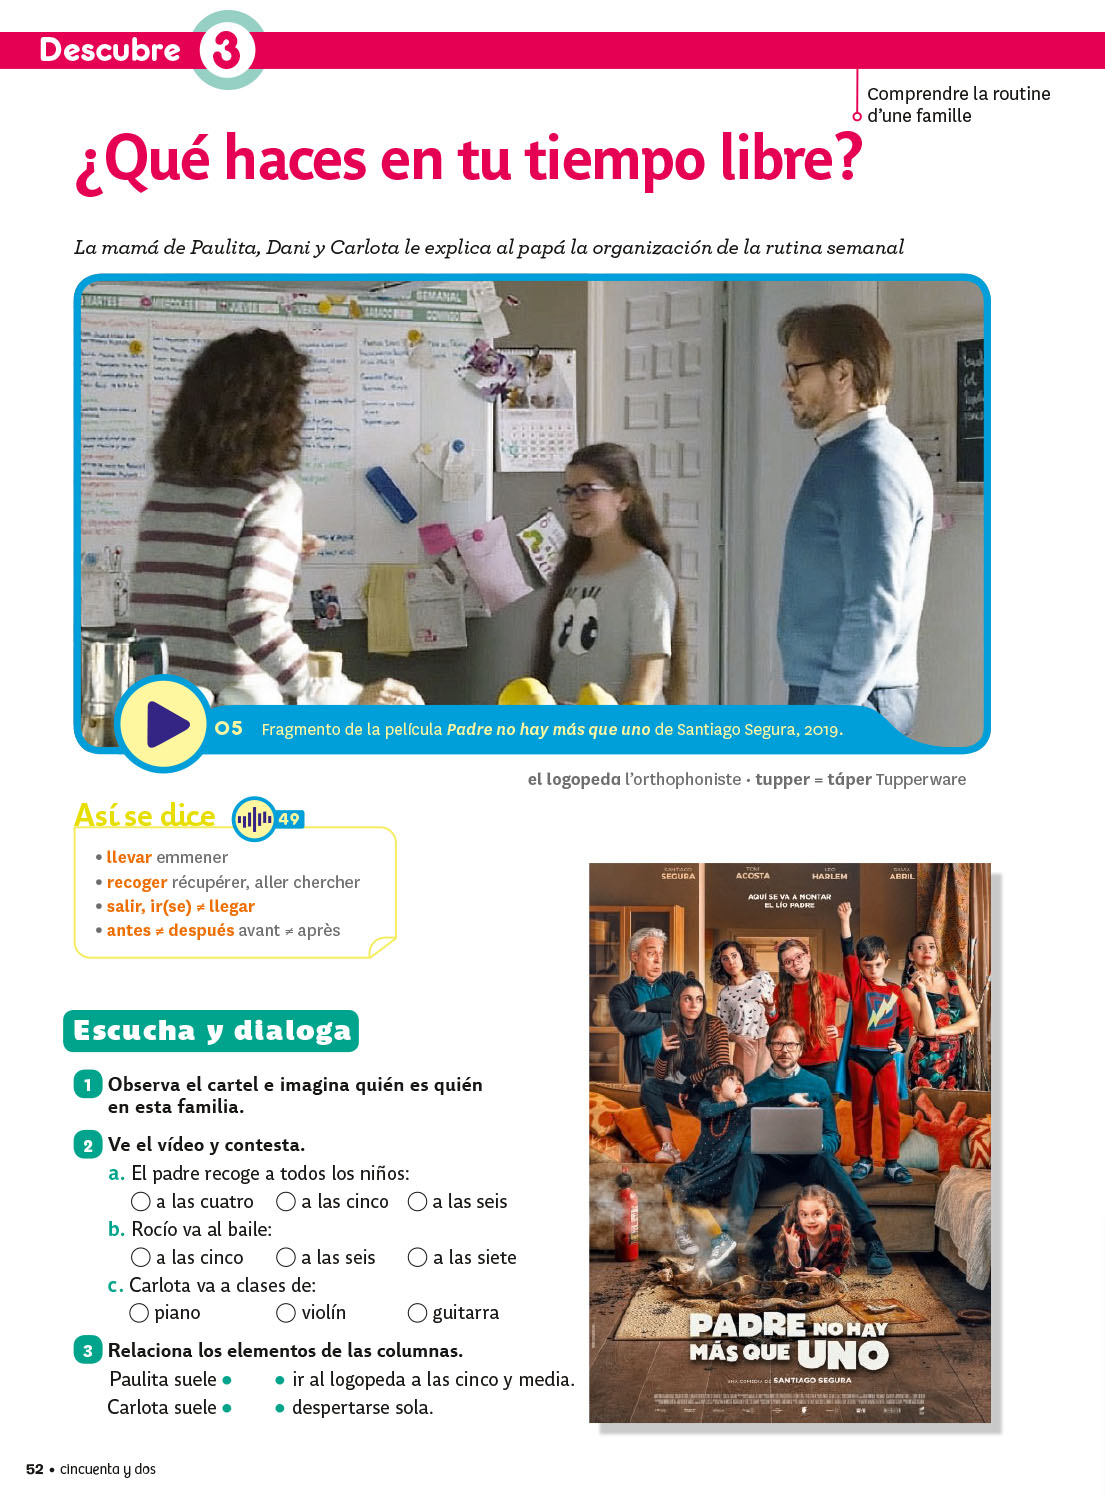 Descubre 3
Comprendre la routine
d'une famille
¿Qué haces en tu tiempo libre?
La mamá de Paulita, Dani y Carlota le explica al papá la organización de la rutina semanal
MARTES MIÉRCOLES JUEVES SEMANAL
SÁBADO DOMINGO
05 Fragmento de la película Padre no hay más que uno de Santiago Segura, 2019.
el logopeda l'orthophoniste • tupper = táper Tupperware
Así se dice 49
• llevar emmener
• recoger récupérer, aller chercher
• salir, ir(se) ≠ llegar
• antes ≠ después avant ≠ après
Escucha y dialoga
1 Observa el cartel e imagina quién es quién
en esta familia.
2 Ve el vídeo y contesta.
a. El padre recoge a todos los niños:
a las cuatro a las cinco a las seis
b. Rocío va al baile:
a las cinco a las seis a las siete
c. Carlota va a clases de:
piano violín guitarra
3 Relaciona los elementos de las columnas.
Paulita suele • • ir al logopeda a las cinco y media.
Carlota suele • • despertarse sola.
SANTIAGO SEGURA TONI ACOSTA LEO HARLEM SILVIA ABRIL
AQUÍ SE VA A MONTAR
EL LÍO PADRE
PADRE NO HAY
MÁS QUE UNO
UNA COMEDIA DE SANTIAGO SEGURA
52 • cincuenta y dos